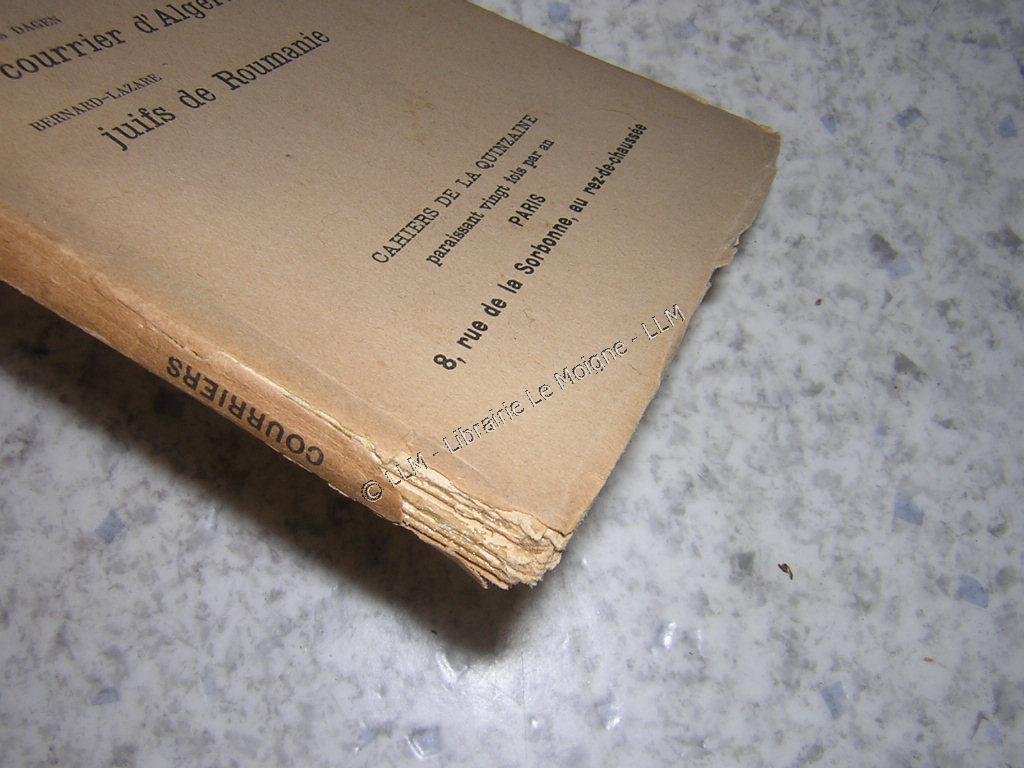 DAGEN
courrier d'Algér
BERNARD-LAZARE
juifs de Roumanie
CAHIERS DE LA QUINZAINE
paraissant vingt fois par an
PARIS
8, rue de la Sorbonne, au rez-de-chaussée
COURRIERS
© LLM - Librairie Le Moigne - LLM